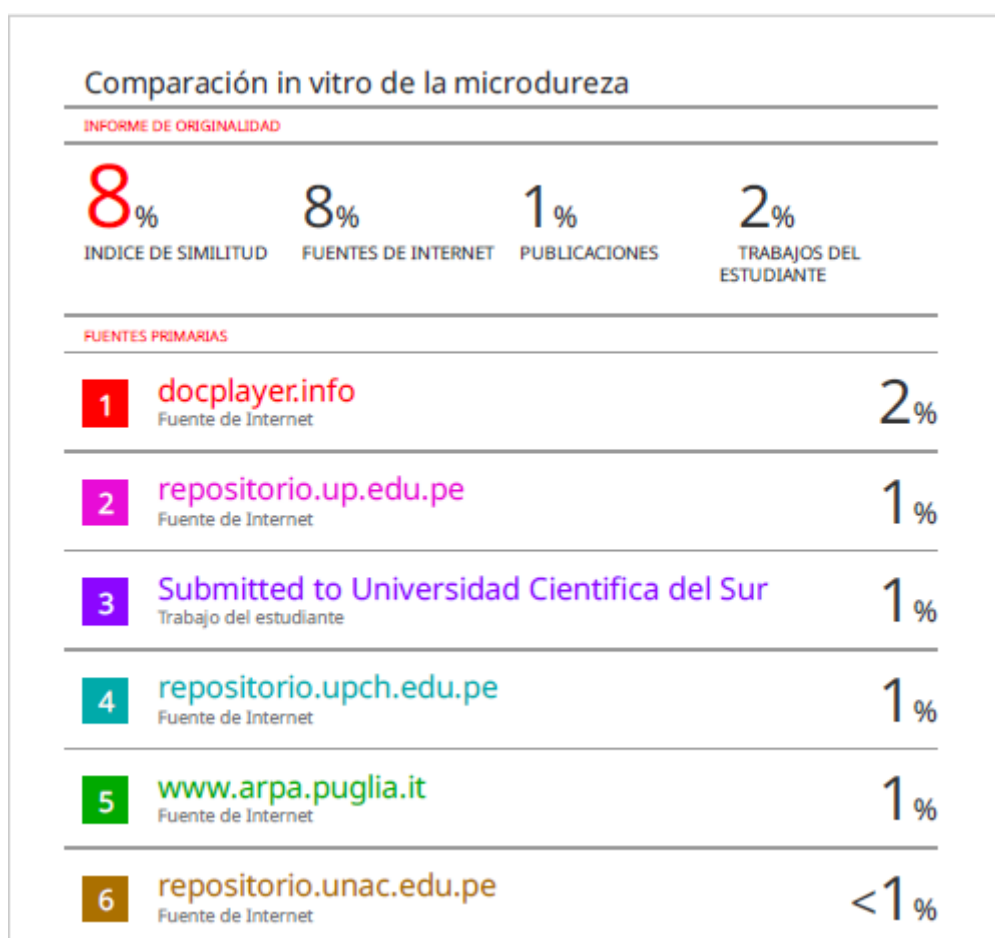 Comparación in vitro de la microdureza
INFORME DE ORIGINALIDAD
8% 8% 1% 2%
INDICE DE SIMILITUD FUENTES DE INTERNET PUBLICACIONES TRABAJOS DEL
ESTUDIANTE
FUENTES PRIMARIAS
1 docplayer.info 2%
Fuente de Internet
2 repositorio.up.edu.pe 1%
Fuente de Internet
3 Submitted to Universidad Cientifica del Sur 1%
Trabajo del estudiante
4 repositorio.upch.edu.pe 1%
Fuente de Internet
5 www.arpa.puglia.it 1%
Fuente de Internet
6 repositorio.unac.edu.pe <1%
Fuente de Internet